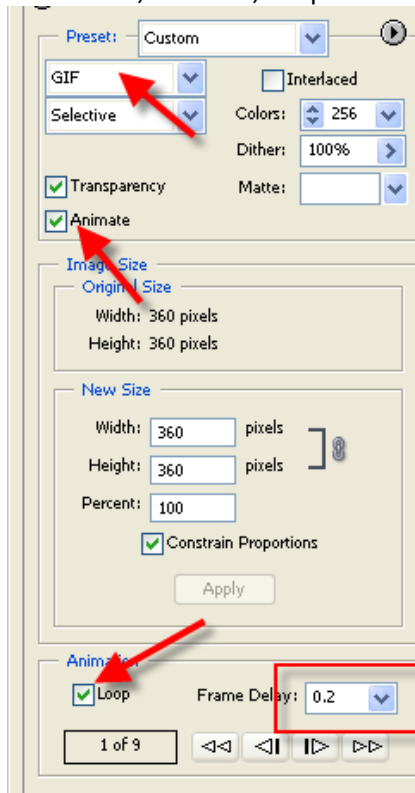 Preset: Custom
GIF Interlaced
Selective Colors: 256
Dither: 100%
Transparency Matte:
Animate
Image Size
Original Size
Width: 360 pixels
Height: 360 pixels
New Size
Width: 360 pixels
Height: 360 pixels
Percent: 100
Constrain Proportions
Apply
Animation
Loop Frame Delay: 0.2
1 of 9